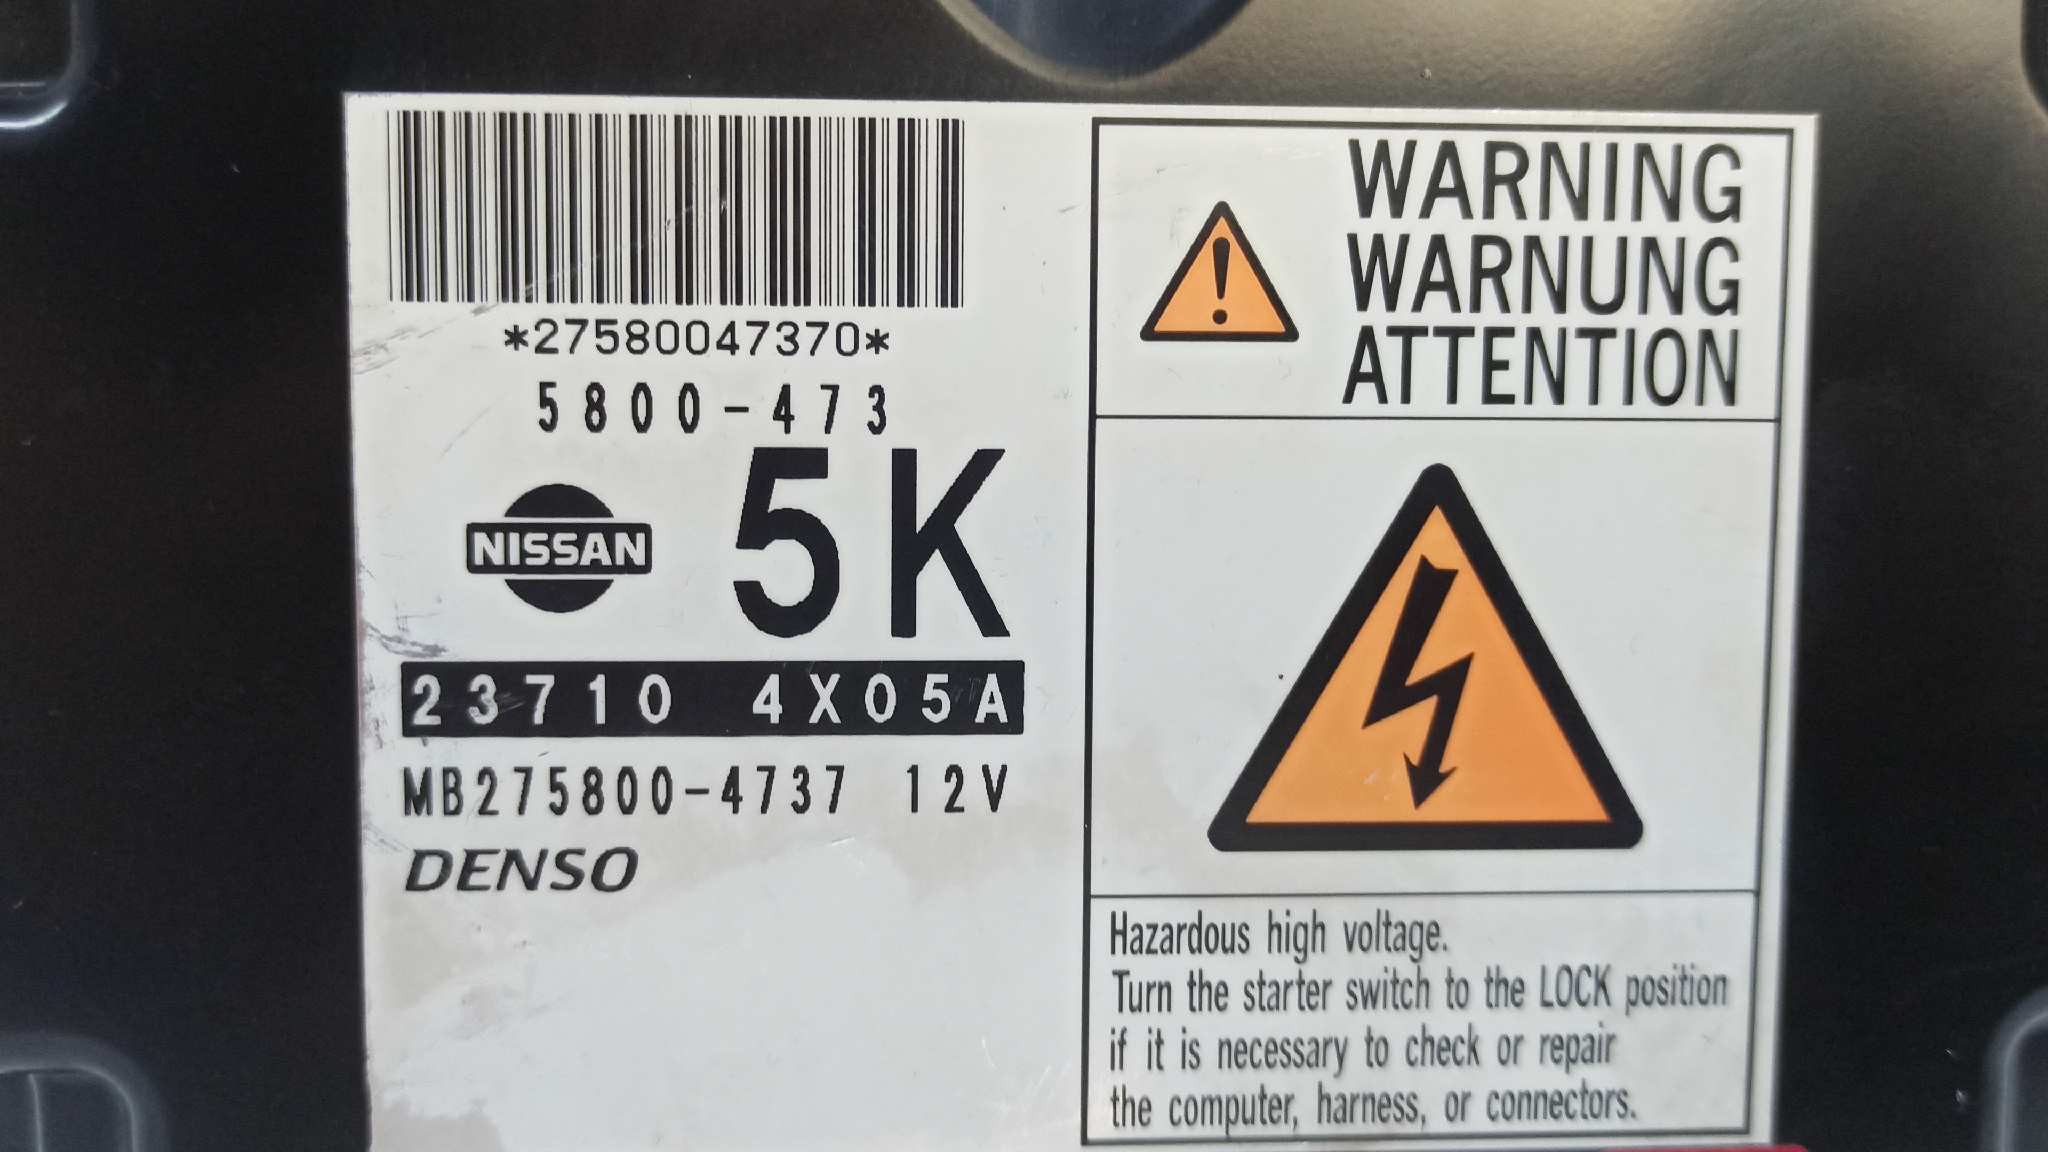 *27580047370*
5800-473
NISSAN
5K
23710 4X05A
MB275800-4737 12V
DENSO
WARNING
WARNUNG
ATTENTION
Hazardous high voltage.
Turn the starter switch to the LOCK position
if it is necessary to check or repair
the computer, harness, or connectors.